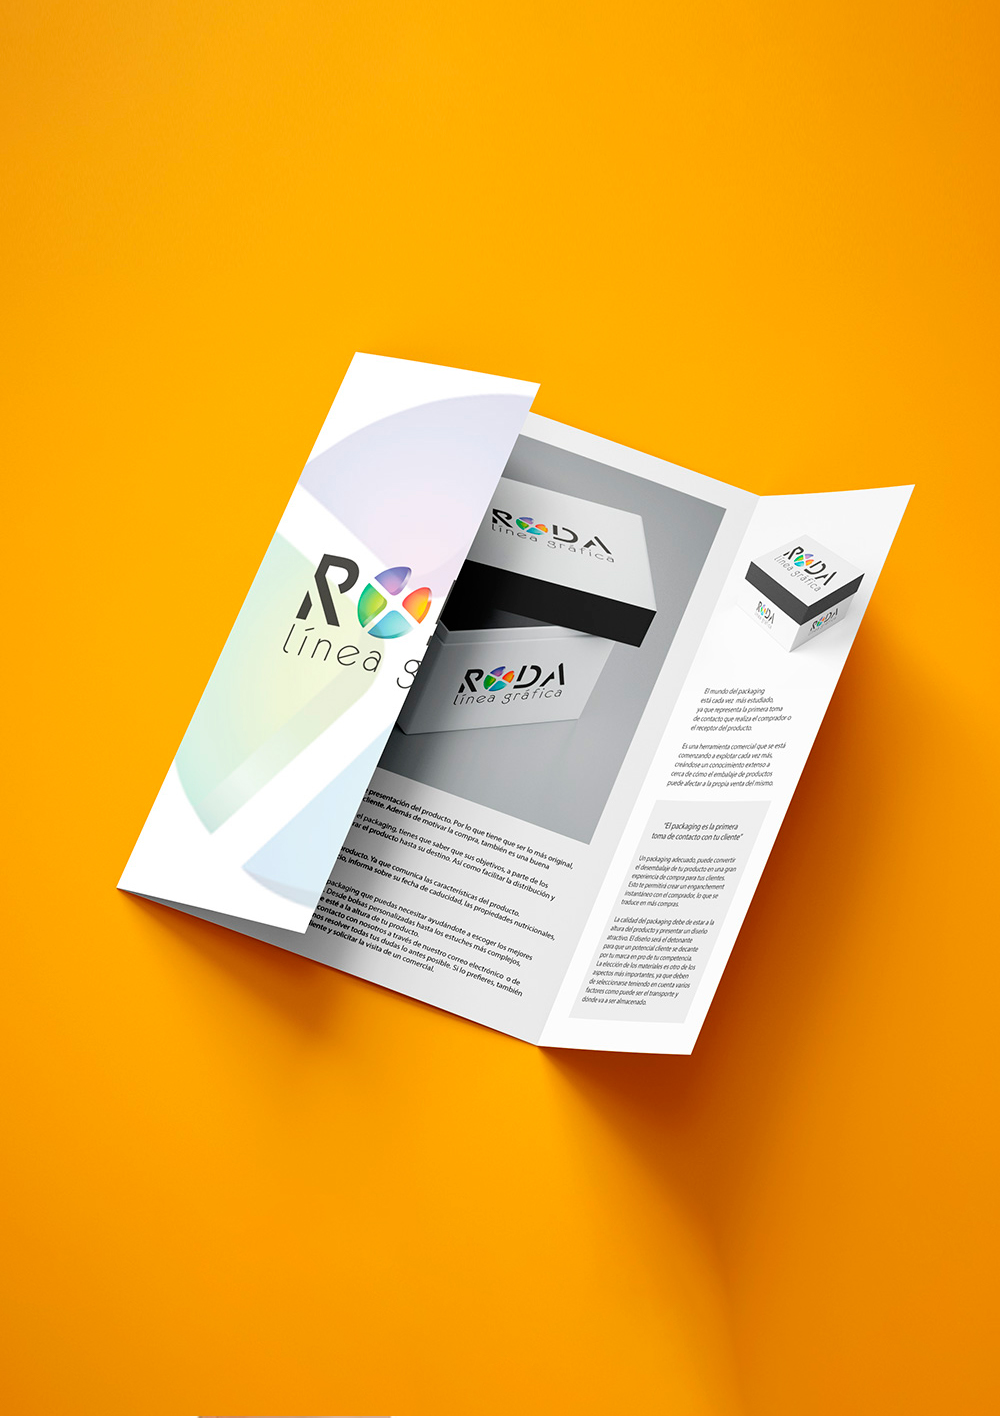 RO
línea g
RODA
línea gráfica
RODA
línea gráfica
presentación del producto. Por lo que tiene que ser lo más original,
cliente. Además de motivar la compra, también es una buena
el packaging, tienes que saber que sus objetivos, a parte de los
rar el producto hasta su destino. Así como facilitar la distribución y
producto. Ya que comunica las características del producto.
informa sobre su fecha de caducidad, las propiedades nutricionales,
packaging que puedas necesitar ayudándote a escoger los mejores
Desde bolsas personalizadas hasta los estuches más complejos,
esté a la altura de tu producto.
contacto con nosotros a través de nuestro correo electrónico o de
mos resolver todas tus dudas lo antes posible. Si lo prefieres, también
iente y solicitar la visita de un comercial.
RODA
línea gráfica
RODA
RODA
El mundo del packaging
está cada vez más estudiado,
ya que representa la primera toma
de contacto que realiza el comprador o
el receptor del producto.
Es una herramienta comercial que se está
comenzando a explotar cada vez más,
creándose un conocimiento extenso a
cerca de cómo el embalaje de productos
puede afectar a la propia venta del mismo.
"El packaging es la primera
toma de contacto con tu cliente"
Un packaging adecuado, puede convertir
el desembalaje de tu producto en una gran
experiencia de compra para tus clientes.
Esto te permitirá crear un enganchement
instantáneo con el comprador, lo que se
traduce en más compras.
La calidad del packaging debe de estar a la
altura del producto y presentar un diseño
atractivo. El diseño será el detonante
para que un potencial cliente se decante
por tu marca en pro de tu competencia.
La elección de los materiales es otro de los
aspectos más importantes, ya que deben
de seleccionarse teniendo en cuenta varios
factores como puede ser el transporte y
dónde va a ser almacenado.